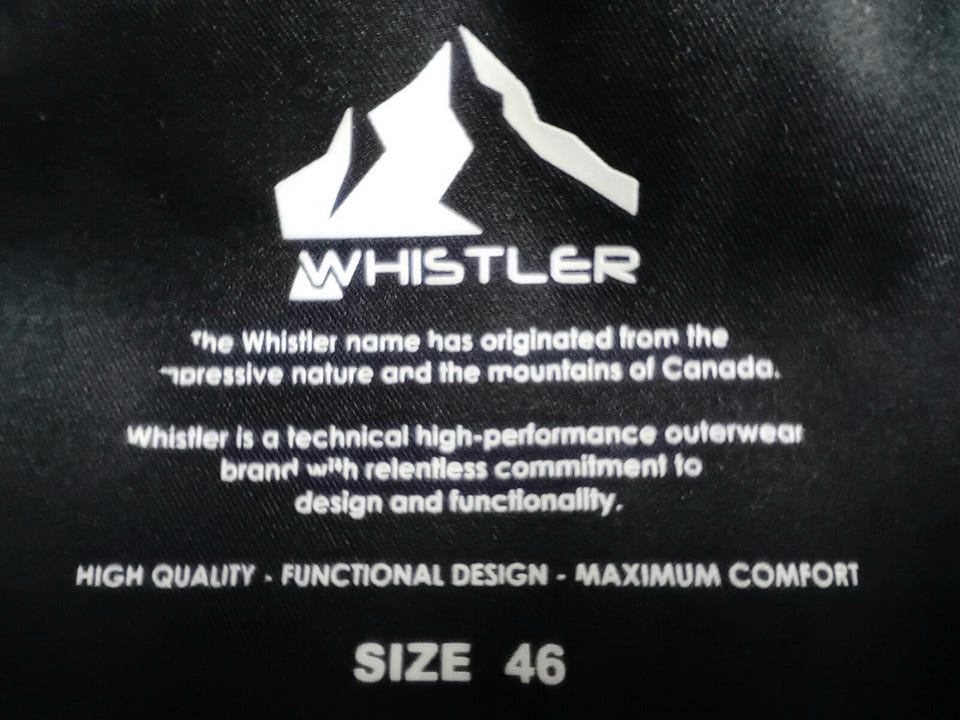 WHISTLER
The Whistler name has originated from the
impressive nature and the mountains of Canada.
Whistler is a technical high-performance outerwear
brand with relentless commitment to
design and functionality.
HIGH QUALITY - FUNCTIONAL DESIGN - MAXIMUM COMFORT
SIZE 46